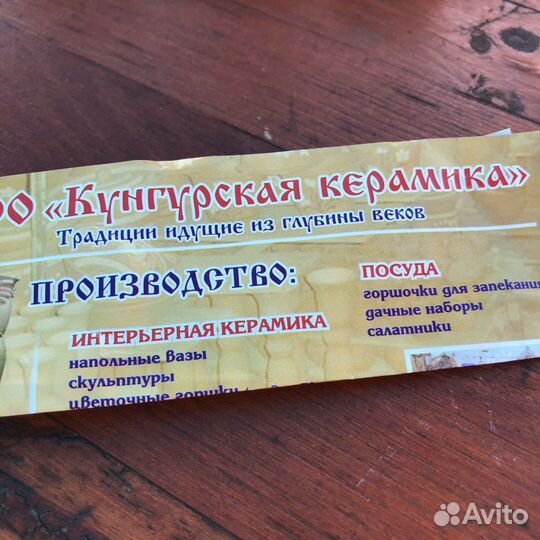 ОО «Кунгурская керамика»
Традиции идущие из глубины веков
ПРОИЗВОДСТВО:
ИНТЕРЬЕРНАЯ КЕРАМИКА
напольные вазы
скульптуры
цветочные горшки
ПОСУДА
горшочки для запекания
дачные наборы
салатники
Avito